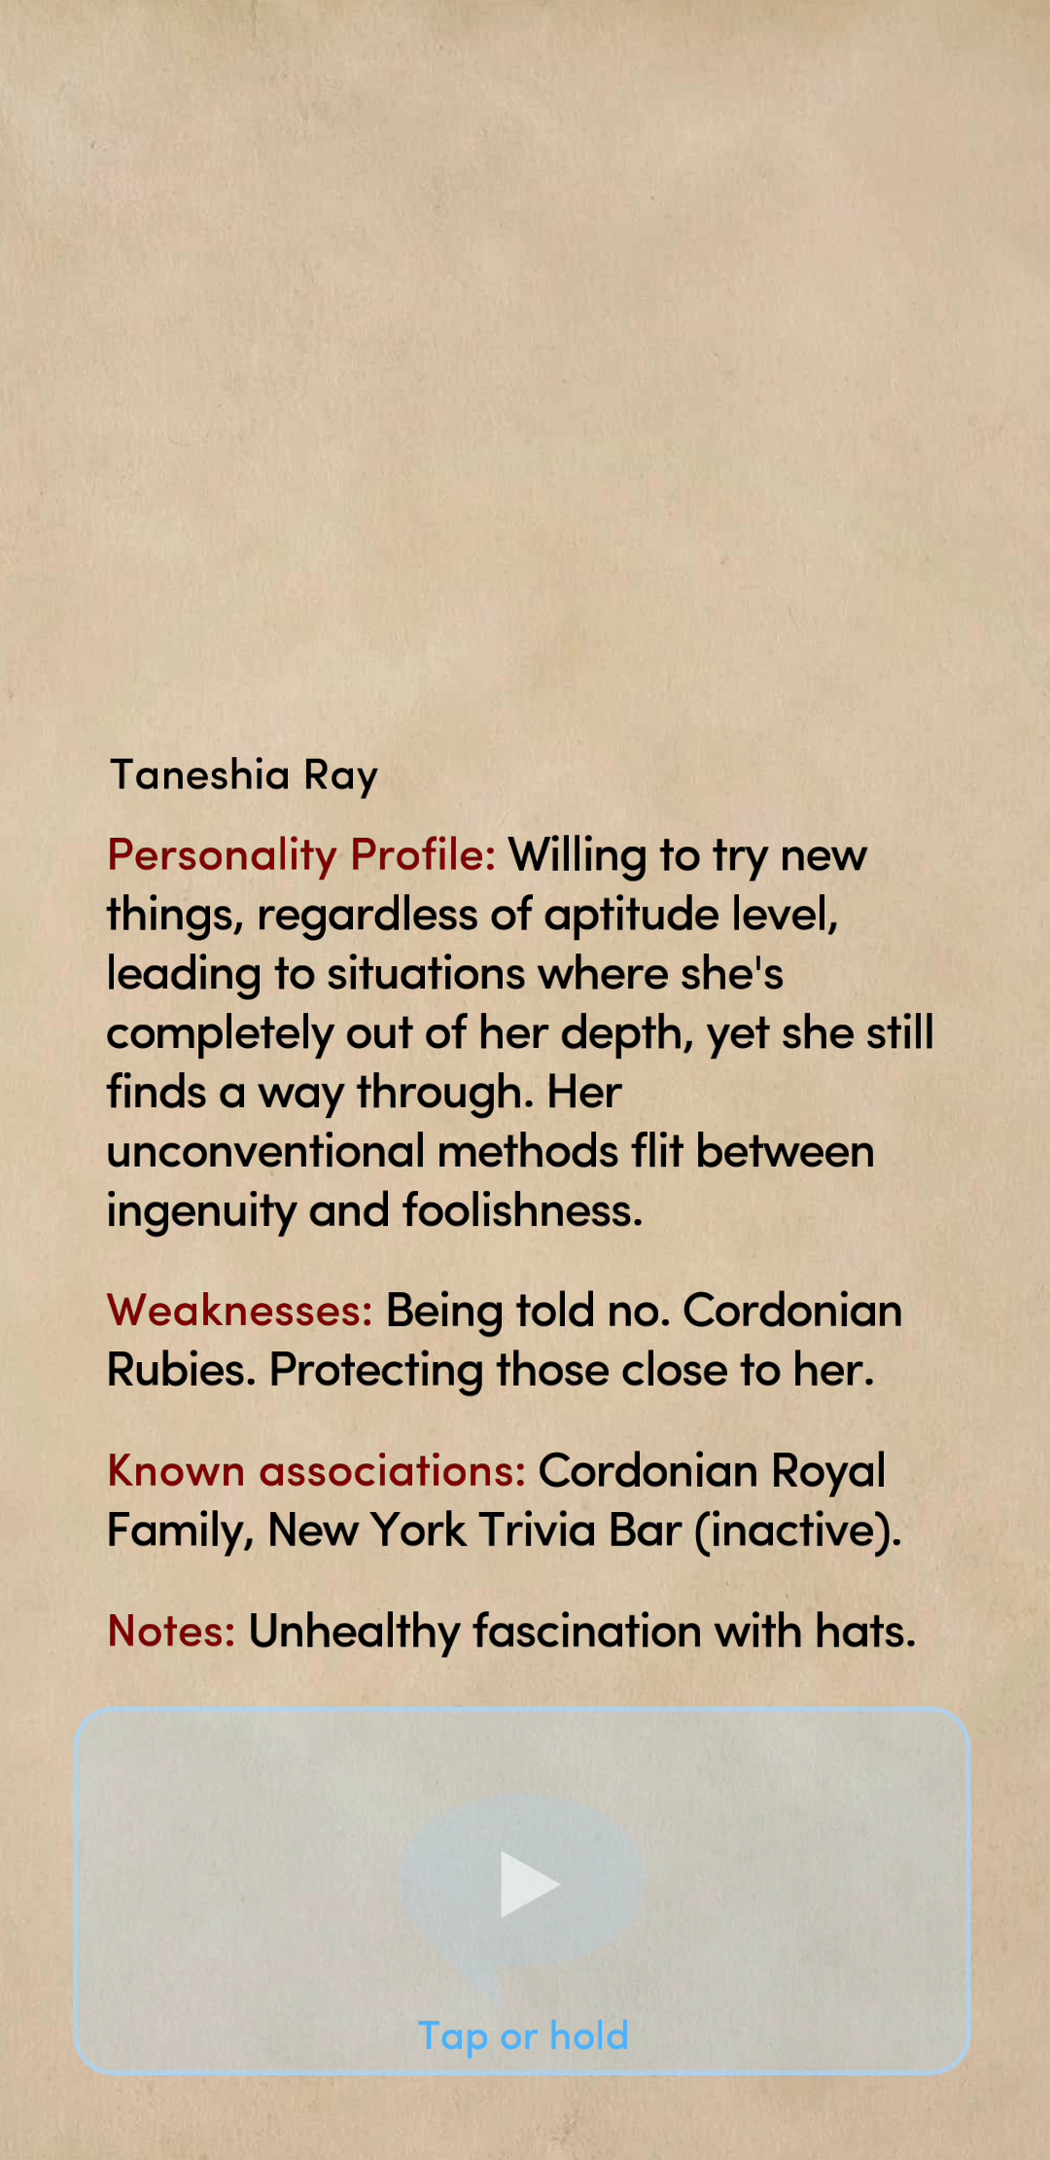 Taneshia Ray
Personality Profile: Willing to try new
things, regardless of aptitude level,
leading to situations where she's
completely out of her depth, yet she still
finds a way through. Her
unconventional methods flit between
ingenuity and foolishness.
Weaknesses: Being told no. Cordonian
Rubies. Protecting those close to her.
Known associations: Cordonian Royal
Family, New York Trivia Bar (inactive).
Notes: Unhealthy fascination with hats.
Tap or hold